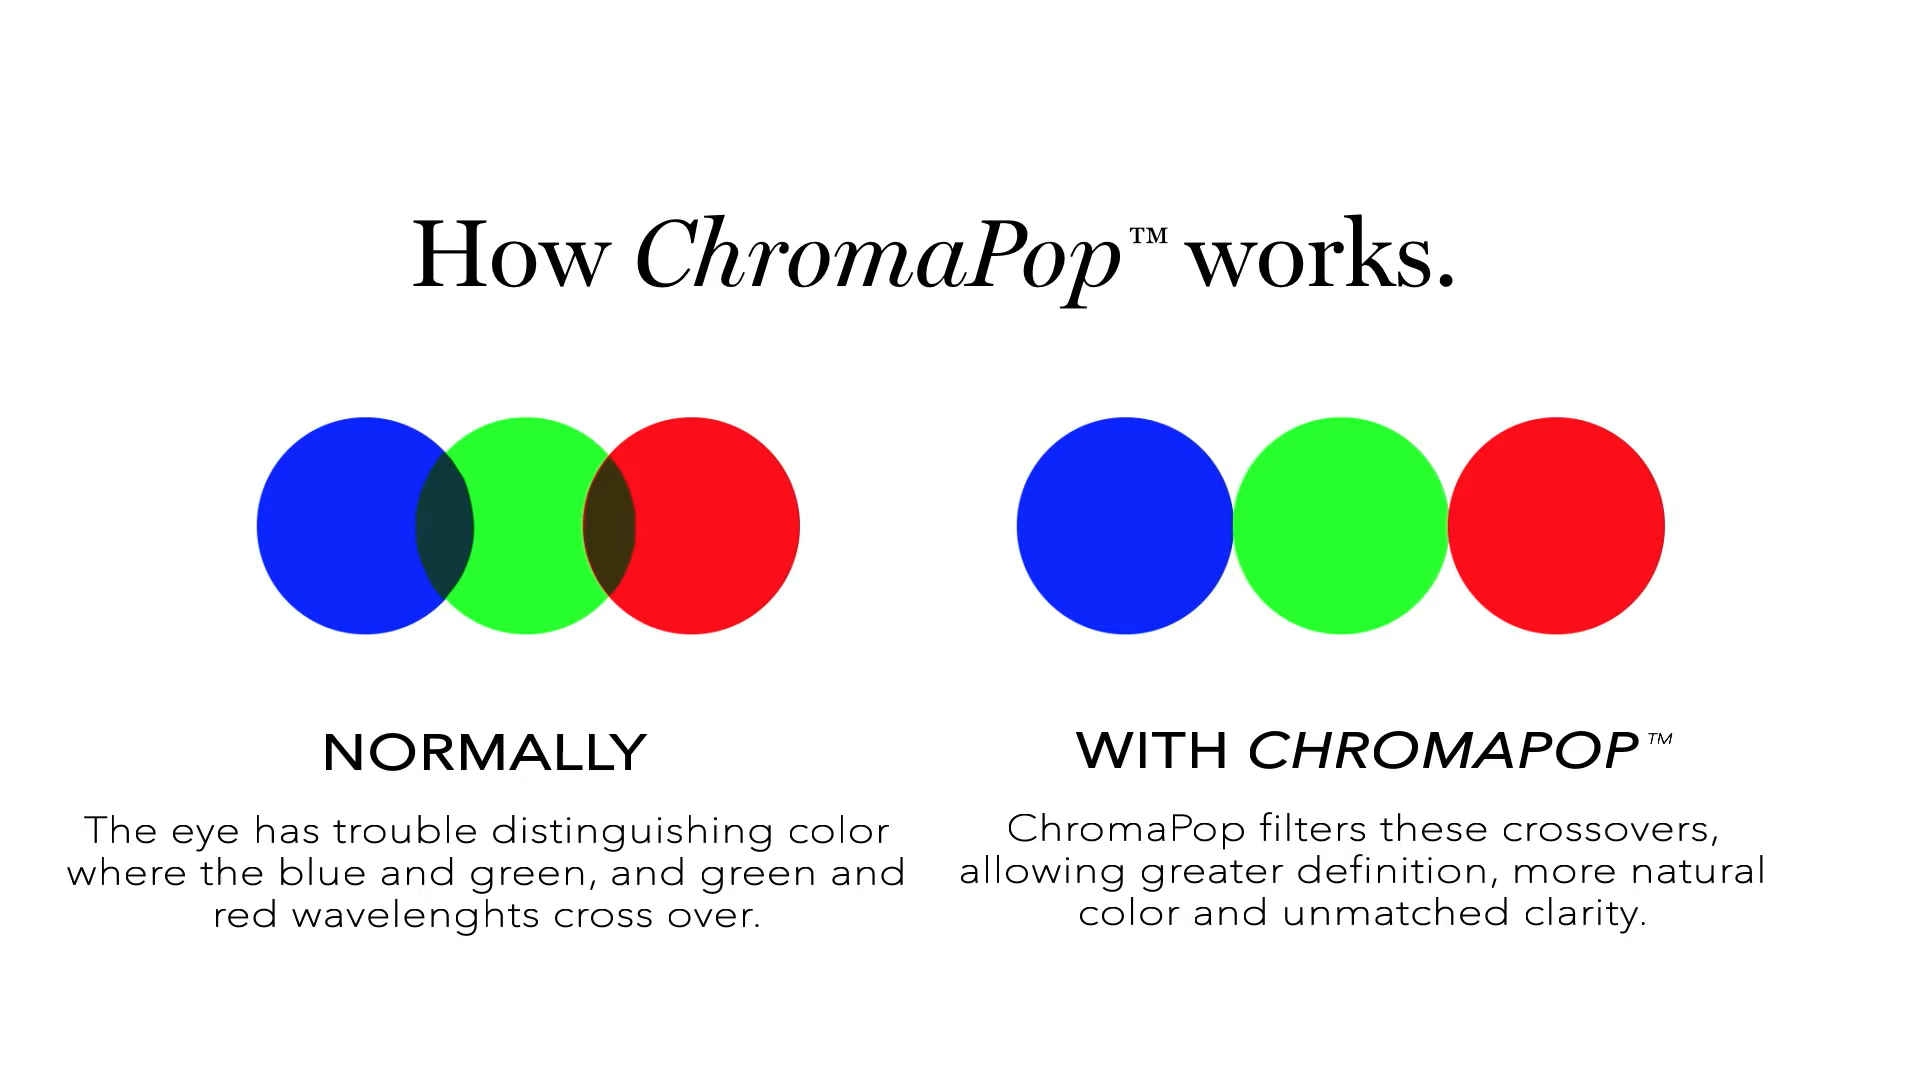 How ChromaPop™ works.
NORMALLY
The eye has trouble distinguishing color
where the blue and green, and green and
red wavelenghts cross over.
WITH CHROMAPOP™
ChromaPop filters these crossovers,
allowing greater definition, more natural
color and unmatched clarity.